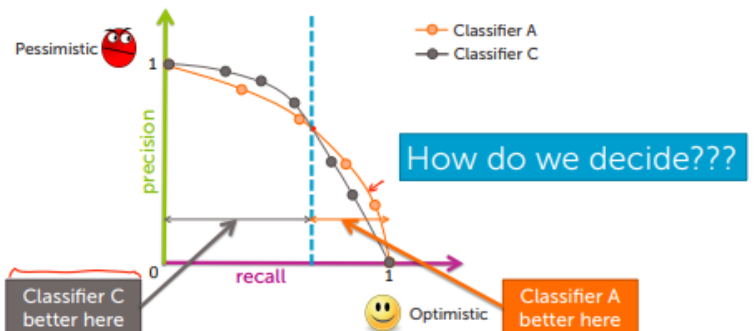 Pessimistic
Classifier A
Classifier C
1
precision
How do we decide???
0
recall
1
Classifier C
better here
Optimistic
Classifier A
better here